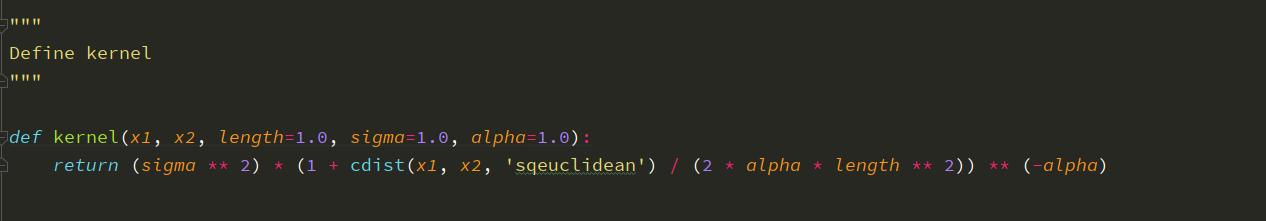 """
Define kernel
"""
def kernel(x1, x2, length=1.0, sigma=1.0, alpha=1.0):
    return (sigma ** 2) * (1 + cdist(x1, x2, 'sqeuclidean') / (2 * alpha * length ** 2)) ** (-alpha)